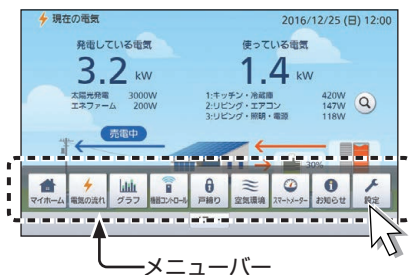 現在の電気
2016/12/25 (日) 12:00
発電している電気
使っている電気
3.2 kW
1.4 kW
太陽光発電 3000W
エネファーム 200W
1:キッチン・冷蔵庫 420W
2:リビング・エアコン 147W
3:リビング・照明・電源 118W
売電中
30%
マイホーム 電気の流れ グラフ 機器コントロール 戸締り 空気環境 スマートメーター お知らせ 設定
メニューバー